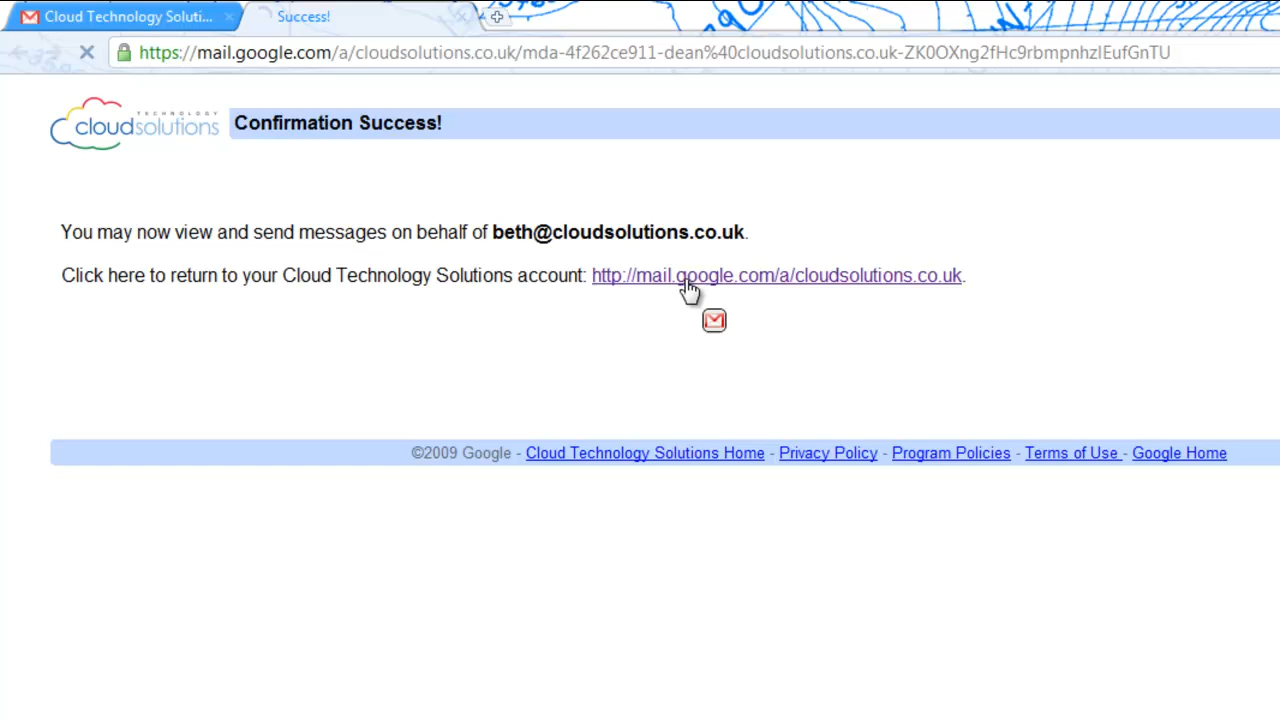 Cloud Technology Soluti...
Success!
https://mail.google.com/a/cloudsolutions.co.uk/mda-4f262ce911-dean%40cloudsolutions.co.uk-ZK0OXng2fHc9rbmpnhzlEufGnTU
TECHNOLOGY
cloudsolutions
Confirmation Success!
You may now view and send messages on behalf of beth@cloudsolutions.co.uk.
Click here to return to your Cloud Technology Solutions account: http://mail.google.com/a/cloudsolutions.co.uk.
©2009 Google - Cloud Technology Solutions Home - Privacy Policy - Program Policies - Terms of Use - Google Home